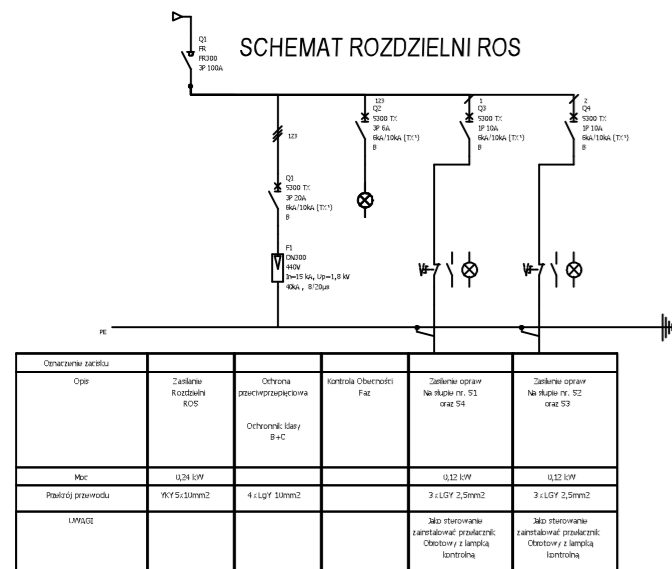 SCHEMAT ROZDZIELNI ROS
Q1
FR
FR300
3P 100A
123
Q1
S300 TX
3P 20A
6kA/10kA (TX³)
B
F1
ON300
440V
In=15 kA, Up=1,8 kV
40kA , 8/20µs
123
Q2
S300 TX
3P 6A
6kA/10kA (TX³)
B
1
Q3
S300 TX
1P 10A
6kA/10kA (TX³)
B
2
Q4
S300 TX
1P 10A
6kA/10kA (TX³)
B
PE
Oznaczenie zacisku
Opis
Zasilanie
Rozdzielni
ROS
Ochrona
przeciwprzepięciowa
Ochronnik klasy
B+C
Kontrola Obecności
Faz
Zasilenie opraw
Na słupie nr. S1
oraz S4
Zasilenie opraw
Na słupie nr. S2
oraz S3
Moc
0,24 kW
0,12 kW
0,12 kW
Przekrój przewodu
YKY 5x10mm2
4 x LgY 10mm2
3 x LGY 2,5mm2
3 x LGY 2,5mm2
UWAGI
Jako sterowanie
zainstalować przełacznik
Obrotowy z lampką
kontrolną
Jako sterowanie
zainstalować przełacznik
Obrotowy z lampką
kontrolną